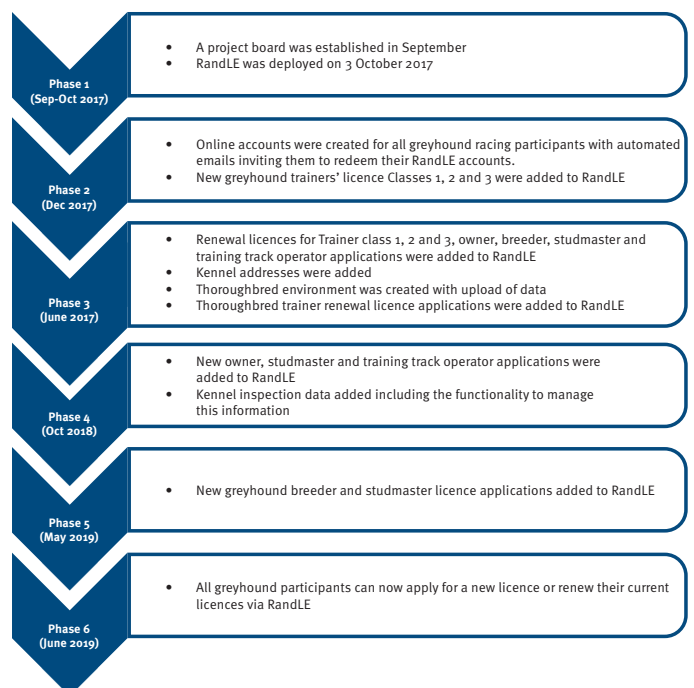 Phase 1
(Sep-Oct 2017)
• A project board was established in September
• RandLE was deployed on 3 October 2017
Phase 2
(Dec 2017)
• Online accounts were created for all greyhound racing participants with automated
emails inviting them to redeem their RandLE accounts.
• New greyhound trainers’ licence Classes 1, 2 and 3 were added to RandLE
Phase 3
(June 2017)
• Renewal licences for Trainer class 1, 2 and 3, owner, breeder, studmaster and
training track operator applications were added to RandLE
• Kennel addresses were added
• Thoroughbred environment was created with upload of data
• Thoroughbred trainer renewal licence applications were added to RandLE
Phase 4
(Oct 2018)
• New owner, studmaster and training track operator applications were
added to RandLE
• Kennel inspection data added including the functionality to manage
this information
Phase 5
(May 2019)
• New greyhound breeder and studmaster licence applications added to RandLE
Phase 6
(June 2019)
• All greyhound participants can now apply for a new licence or renew their current
licences via RandLE